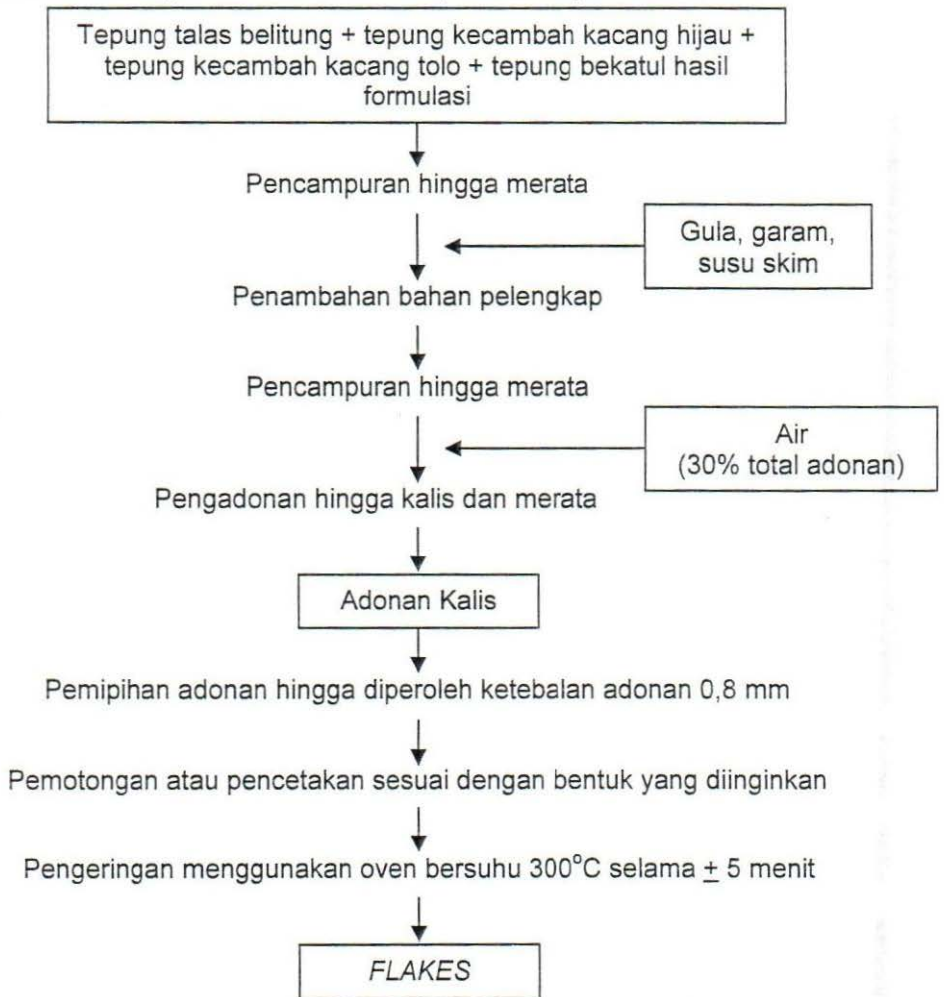 Tepung talas belitung + tepung kecambah kacang hijau +
tepung kecambah kacang tolo + tepung bekatul hasil
formulasi
Pencampuran hingga merata
Gula, garam,
susu skim
Penambahan bahan pelengkap
Pencampuran hingga merata
Air
(30% total adonan)
Pengadonan hingga kalis dan merata
Adonan Kalis
Pemipihan adonan hingga diperoleh ketebalan adonan 0,8 mm
Pemotongan atau pencetakan sesuai dengan bentuk yang diinginkan
Pengeringan menggunakan oven bersuhu 300°C selama ± 5 menit
FLAKES